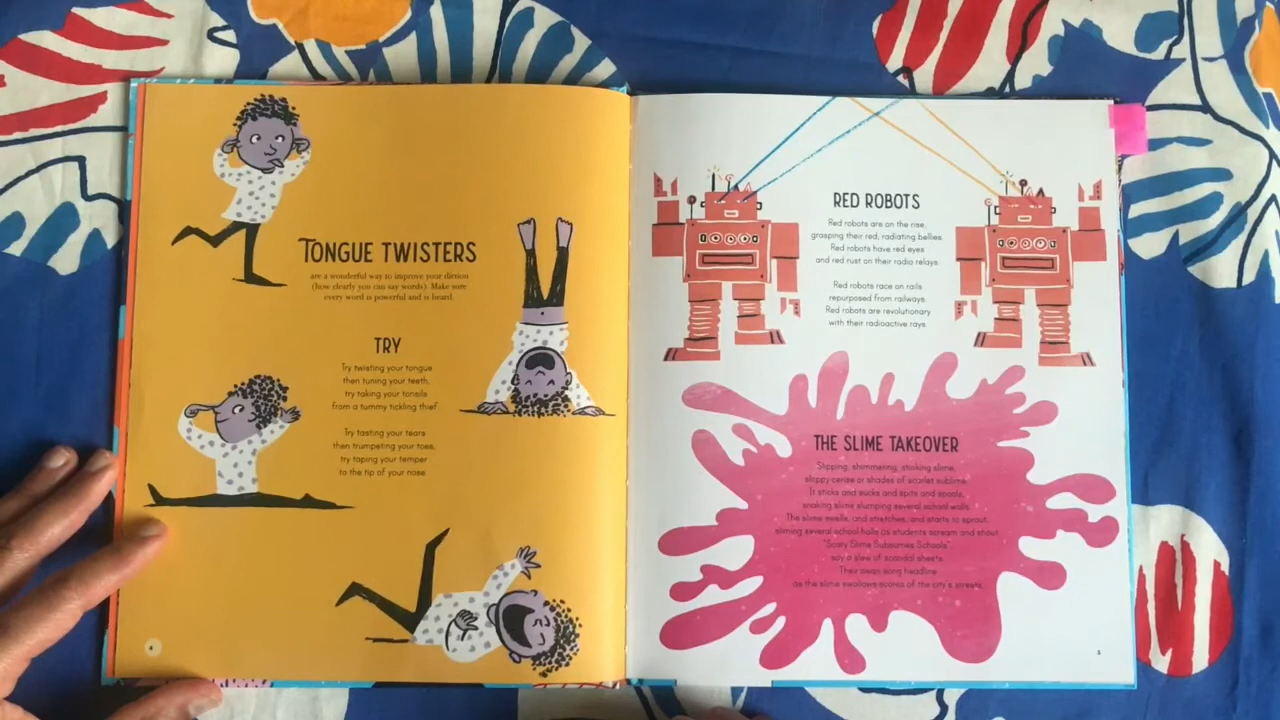 TONGUE TWISTERS
are a wonderful way to improve your diction
(how clearly you can say words). Make sure
every word is powerful and is heard.
TRY
Try twisting your tongue
then tuning your teeth,
try taking your tonsils
from a tummy tickling thief.
Try tasting your tears
then trumpeting your toes,
try taping your temper
to the tip of your nose.
4
RED ROBOTS
Red robots are on the rise,
grasping their red, radiating bellies.
Red robots have red eyes
and red rust on their radio relays.
Red robots race on rails
repurposed from railways.
Red robots are revolutionary
with their radioactive rays.
THE SLIME TAKEOVER
Slipping, shimmering, stinking slime,
sloppy cerise or shades of scarlet sublime.
It sticks and sucks and spits and spools,
snaking slime slumping several school walls.
The slime swells, and stretches, and starts to sprout,
sliming several school halls as students scream and shout.
"Scary Slime Subsumes Schools"
say a slew of scandal sheets.
Their swan song headline
as the slime swallows scores of the city's streets.
5